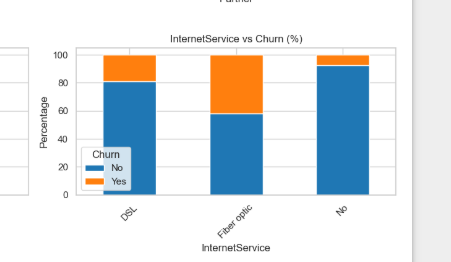 Partner
InternetService vs Churn (%)
100
80
60
40
20
0
Percentage
Churn
No
Yes
DSL
Fiber optic
No
InternetService